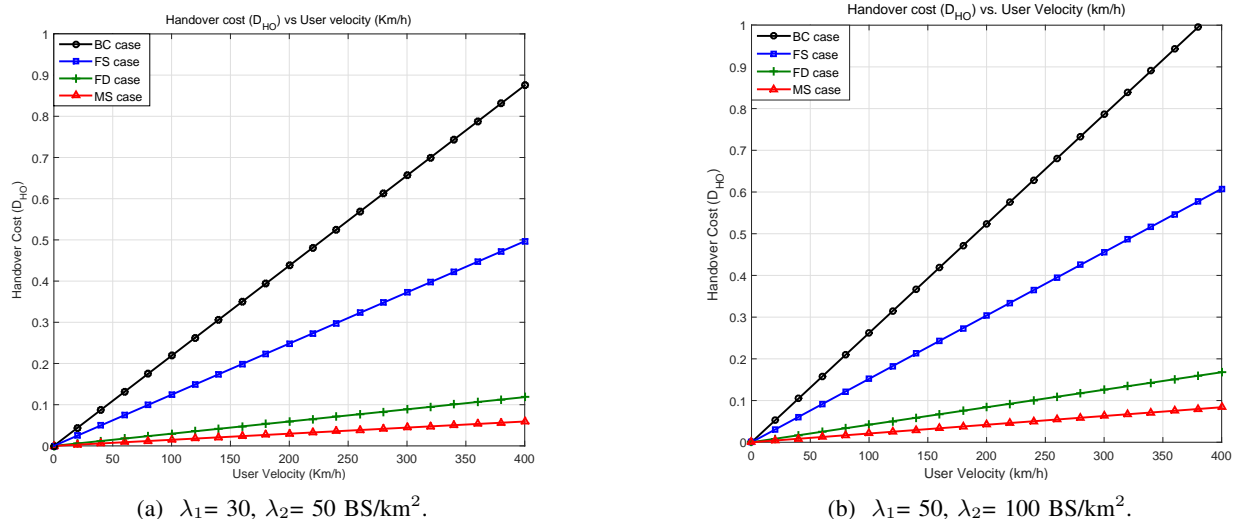 Handover cost (D_HO) vs User velocity (Km/h)
Handover Cost (D_HO)
1
0.9
0.8
0.7
0.6
0.5
0.4
0.3
0.2
0.1
0
BC case
FS case
FD case
MS case
0 50 100 150 200 250 300 350 400
User Velocity (Km/h)
(a) λ₁= 30, λ₂= 50 BS/km².
Handover cost (D_HO) vs. User Velocity (km/h)
Handover Cost (D_HO)
1
0.9
0.8
0.7
0.6
0.5
0.4
0.3
0.2
0.1
0
BC case
FS case
FD case
MS case
0 50 100 150 200 250 300 350 400
User Velocity (km/h)
(b) λ₁= 50, λ₂= 100 BS/km².